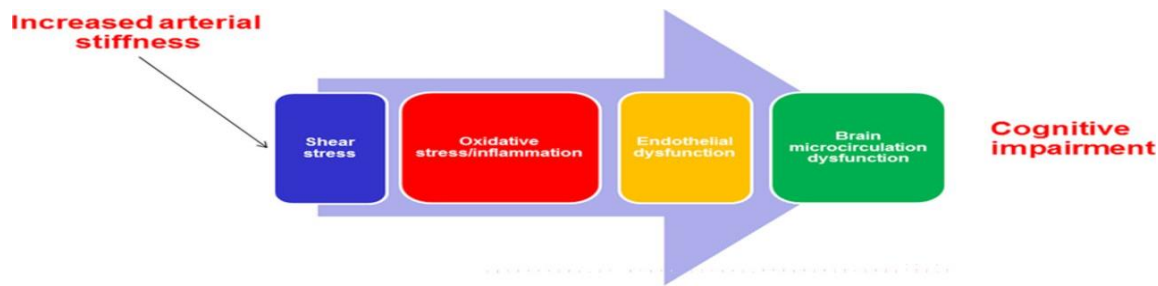 Increased arterial
stiffness
Shear
stress
Oxidative
stress/inflammation
Endothelial
dysfunction
Brain
microcirculation
dysfunction
Cognitive
impairment